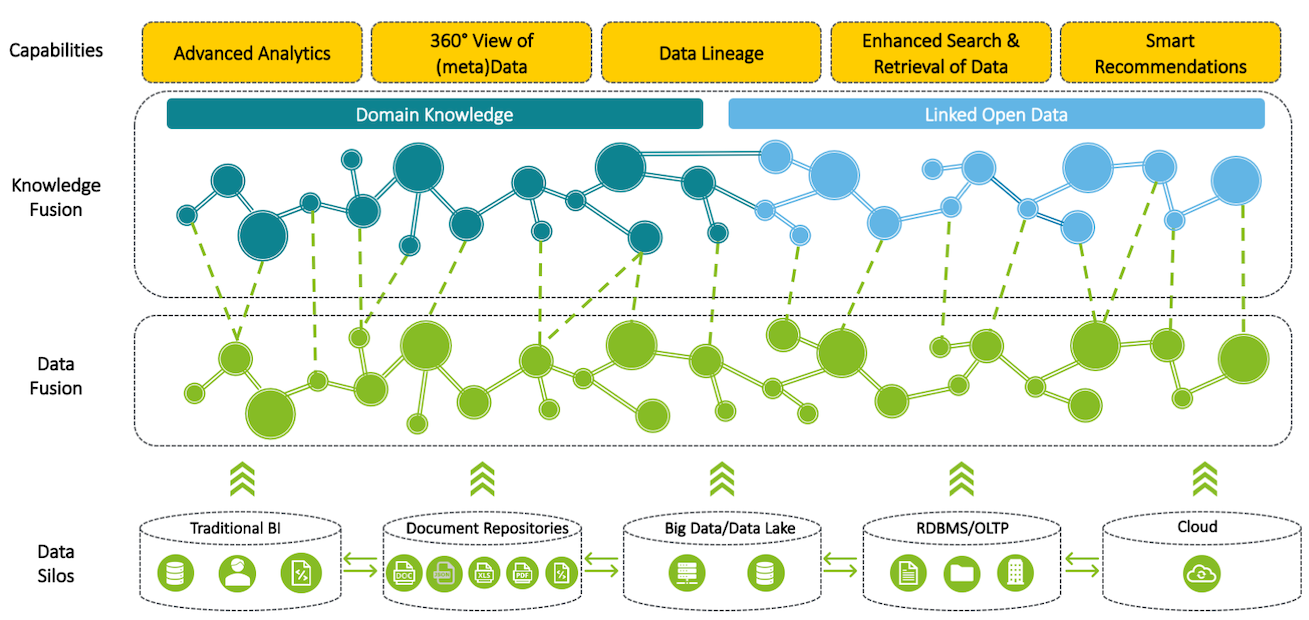 Capabilities
Advanced Analytics
360° View of
(meta)Data
Data Lineage
Enhanced Search &
Retrieval of Data
Smart
Recommendations
Domain Knowledge
Linked Open Data
Knowledge
Fusion
Data
Fusion
Data
Silos
Traditional BI
Document Repositories
Big Data/Data Lake
RDBMS/OLTP
Cloud
DOC
XLS
PDF